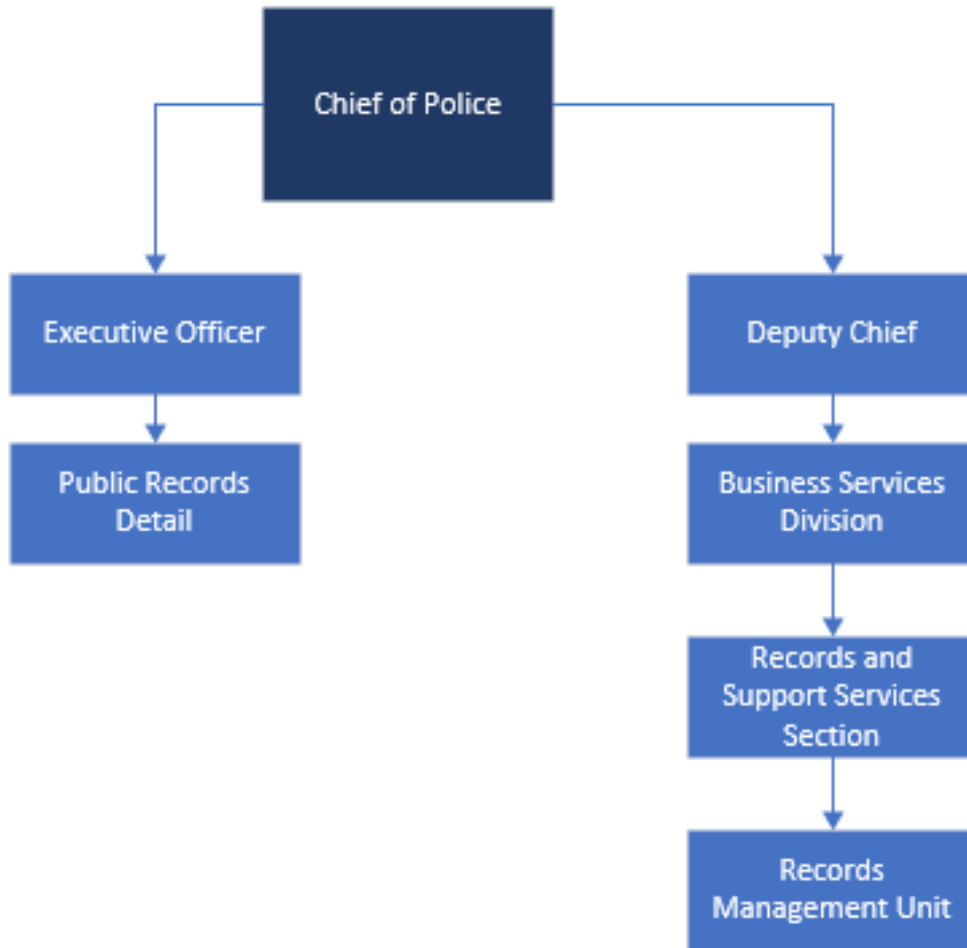 Chief of Police
Executive Officer
Deputy Chief
Public Records
Detail
Business Services
Division
Records and
Support Services
Section
Records
Management Unit